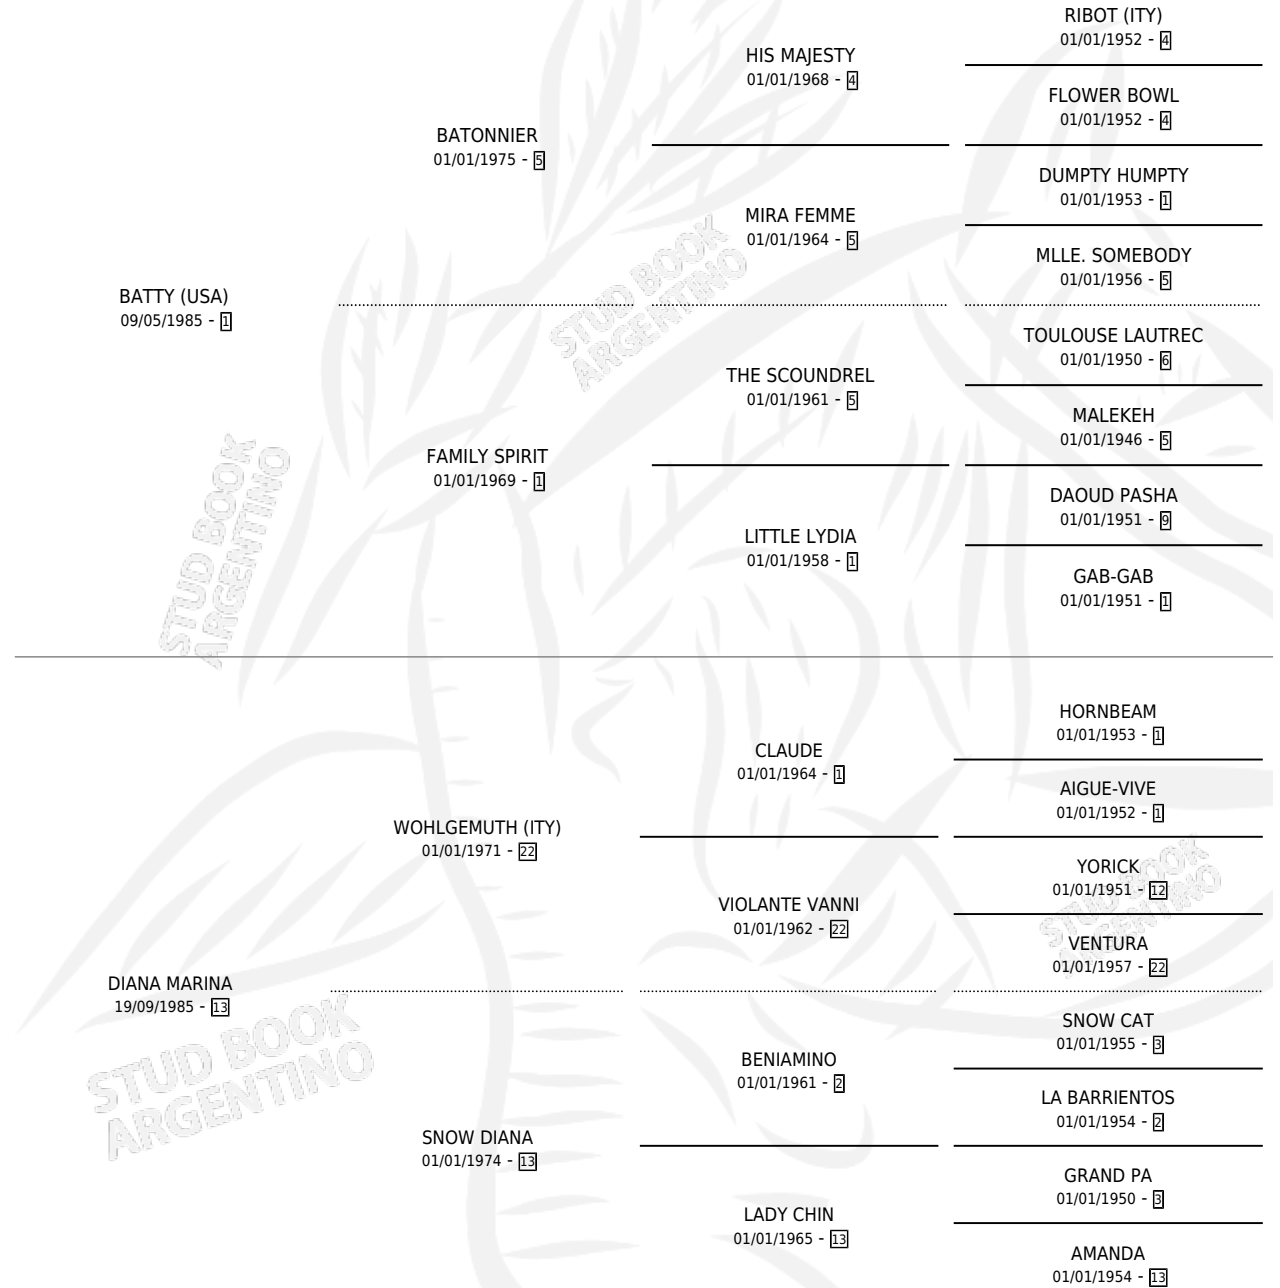 BATTY (USA)
09/05/1985 - 1
BATONNIER
01/01/1975 - 5
FAMILY SPIRIT
01/01/1969 - 1
HIS MAJESTY
01/01/1968 - 4
MIRA FEMME
01/01/1964 - 5
THE SCOUNDREL
01/01/1961 - 5
LITTLE LYDIA
01/01/1958 - 1
RIBOT (ITY)
01/01/1952 - 4
FLOWER BOWL
01/01/1952 - 4
DUMPTY HUMPTY
01/01/1953 - 1
MLLE. SOMEBODY
01/01/1956 - 5
TOULOUSE LAUTREC
01/01/1950 - 6
MALEKEH
01/01/1946 - 5
DAOUD PASHA
01/01/1951 - 9
GAB-GAB
01/01/1951 - 1
DIANA MARINA
19/09/1985 - 13
WOHLGEMUTH (ITY)
01/01/1971 - 22
SNOW DIANA
01/01/1974 - 13
CLAUDE
01/01/1964 - 1
VIOLANTE VANNI
01/01/1962 - 22
BENIAMINO
01/01/1961 - 2
LADY CHIN
01/01/1965 - 13
HORNBEAM
01/01/1953 - 1
AIGUE-VIVE
01/01/1952 - 1
YORICK
01/01/1951 - 12
VENTURA
01/01/1957 - 22
SNOW CAT
01/01/1955 - 3
LA BARRIENTOS
01/01/1954 - 2
GRAND PA
01/01/1950 - 3
AMANDA
01/01/1954 - 13
STUD BOOK
ARGENTINO
STUD BOOK
ARGENTINO
STUD BOOK
ARGENTINO
STUD BOOK
ARGENTINO